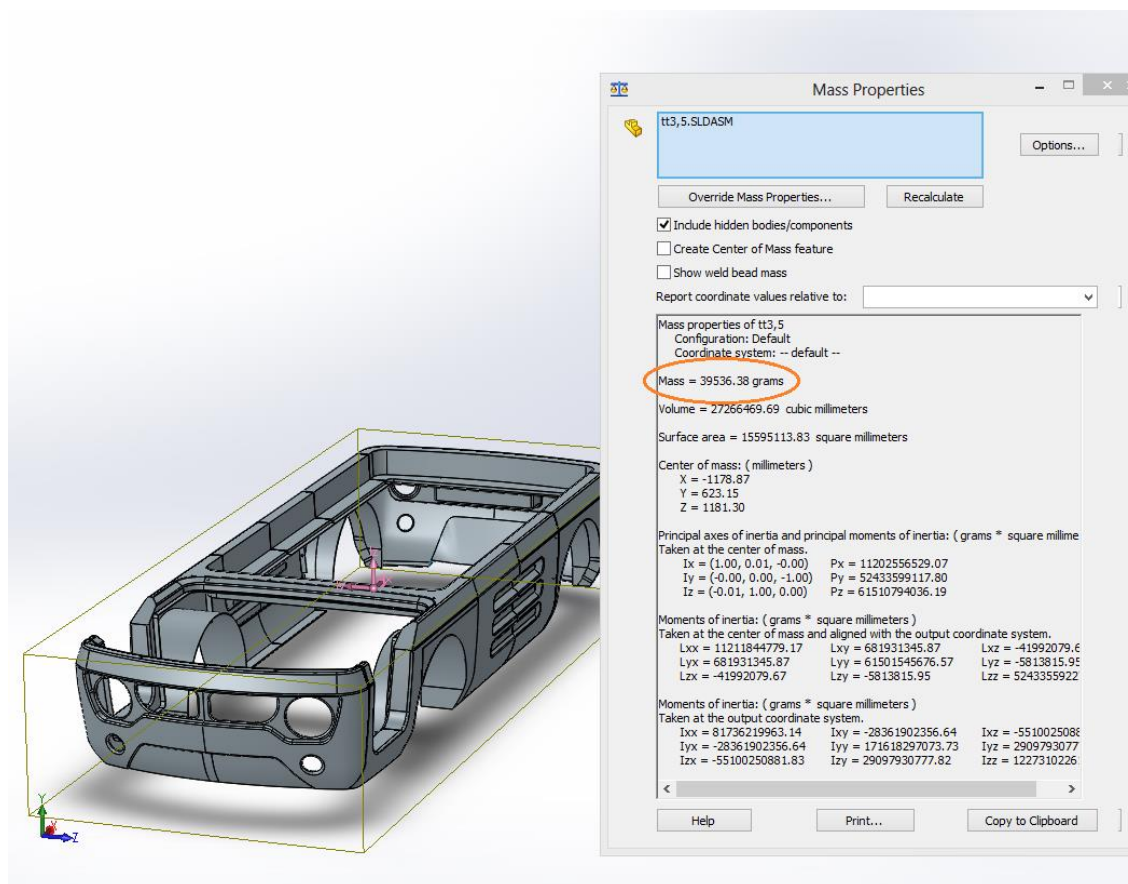 Mass Properties
tt3,5.SLDASM
Options...
Override Mass Properties...
Recalculate
Include hidden bodies/components
Create Center of Mass feature
Show weld bead mass
Report coordinate values relative to:
Mass properties of tt3,5
Configuration: Default
Coordinate system: -- default --
Mass = 39536.38 grams
Volume = 27266469.69 cubic millimeters
Surface area = 15595113.83 square millimeters
Center of mass: ( millimeters )
X = -1178.87
Y = 623.15
Z = 1181.30
Principal axes of inertia and principal moments of inertia: ( grams * square millime
Taken at the center of mass.
Ix = (1.00, 0.01, -0.00) Px = 11202556529.07
Iy = (-0.00, 0.00, -1.00) Py = 52433599117.80
Iz = (-0.01, 1.00, 0.00) Pz = 61510794036.19
Moments of inertia: ( grams * square millimeters )
Taken at the center of mass and aligned with the output coordinate system.
Lxx = 11211844779.17 Lxy = 681931345.87 Lxz = -41992079.6
Lyx = 681931345.87 Lyy = 61501545676.57 Lyz = -5813815.95
Lzx = -41992079.67 Lzy = -5813815.95 Lzz = 5243355922
Moments of inertia: ( grams * square millimeters )
Taken at the output coordinate system.
Ixx = 81736219963.14 Ixy = -28361902356.64 Ixz = -5510025088
Iyx = -28361902356.64 Iyy = 171618297073.73 Iyz = 2909793077
Izx = -55100250881.83 Izy = 29097930777.82 Izz = 1227310226
Help
Print...
Copy to Clipboard
Y
Z